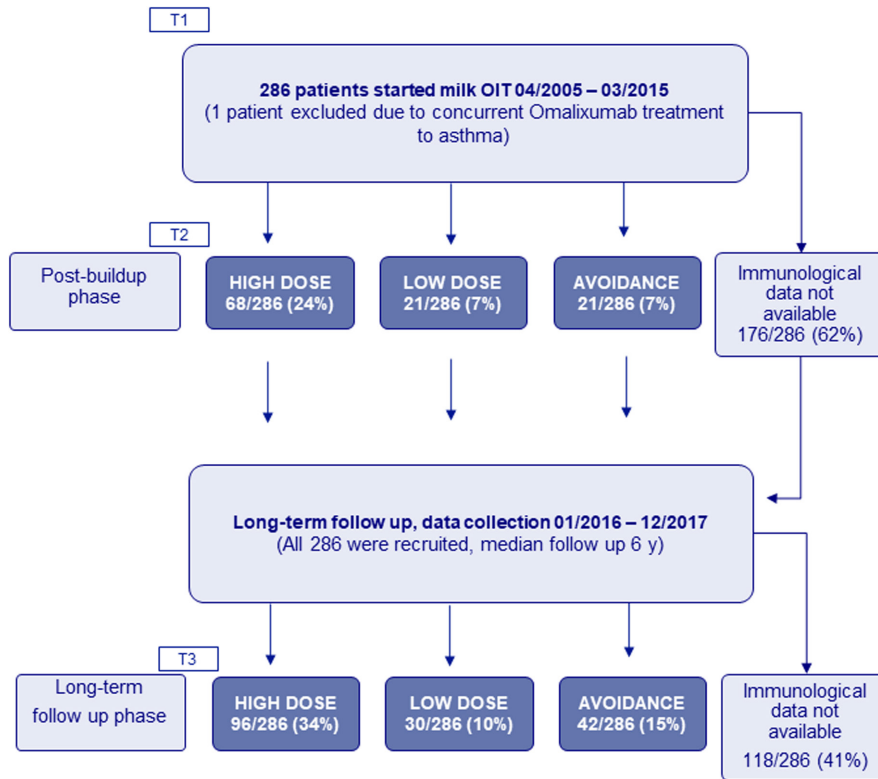 T1
286 patients started milk OIT 04/2005 – 03/2015
(1 patient excluded due to concurrent Omalixumab treatment
to asthma)
T2
Post-buildup
phase
HIGH DOSE
68/286 (24%)
LOW DOSE
21/286 (7%)
AVOIDANCE
21/286 (7%)
Immunological
data not
available
176/286 (62%)
Long-term follow up, data collection 01/2016 – 12/2017
(All 286 were recruited, median follow up 6 y)
T3
Long-term
follow up phase
HIGH DOSE
96/286 (34%)
LOW DOSE
30/286 (10%)
AVOIDANCE
42/286 (15%)
Immunological
data not
available
118/286 (41%)